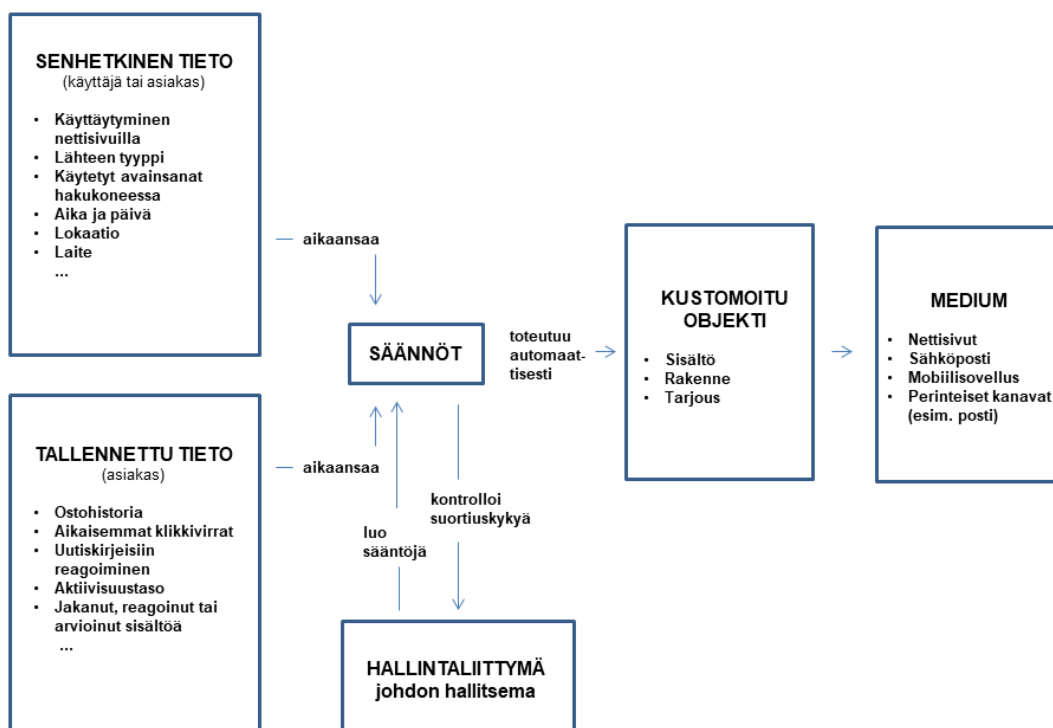 SENHETKINEN TIETO
(käyttäjä tai asiakas)
• Käyttäytyminen
nettisivuilla
• Lähteen tyyppi
• Käytetyt avainsanat
hakukoneessa
• Aika ja päivä
• Lokaatio
• Laite
...
aikaansaa
TALLENNETTU TIETO
(asiakas)
• Ostohistoria
• Aikaisemmat klikkivirrat
• Uutiskirjeisiin
reagoiminen
• Aktiivisuustaso
• Jakanut, reagoinut tai
arvioinut sisältöä
...
aikaansaa
SÄÄNNÖT
luo
sääntöjä
kontrolloi
suortiuskykyä
HALLINTALIITTYMÄ
johdon hallitsema
toteutuu
automaat-
tisesti
KUSTOMOITU
OBJEKTI
• Sisältö
• Rakenne
• Tarjous
MEDIUM
• Nettisivut
• Sähköposti
• Mobiilisovellus
• Perinteiset kanavat
(esim. posti)